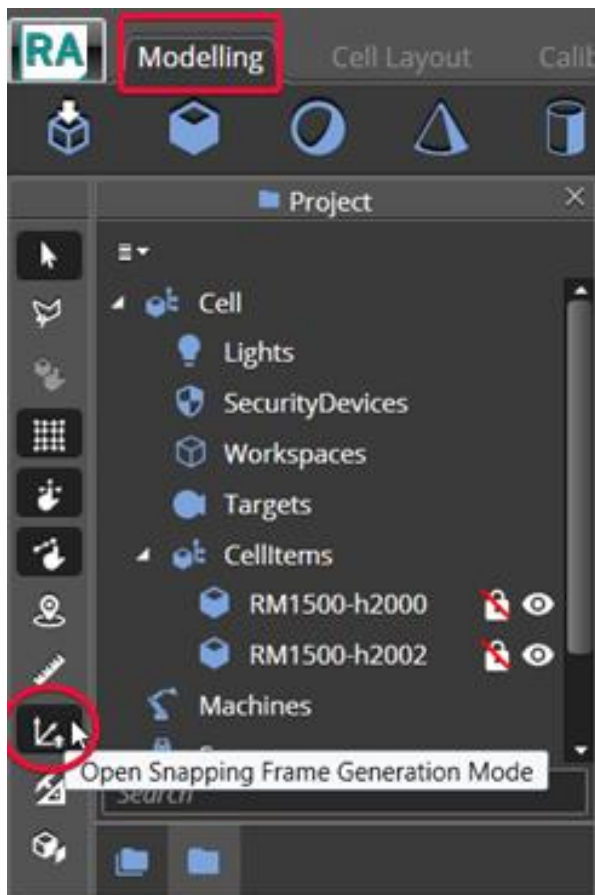 RA Modelling Cell Layout Calib
Project
Cell
Lights
SecurityDevices
Workspaces
Targets
CellItems
RM1500-h2000
RM1500-h2002
Machines
Open Snapping Frame Generation Mode
Search